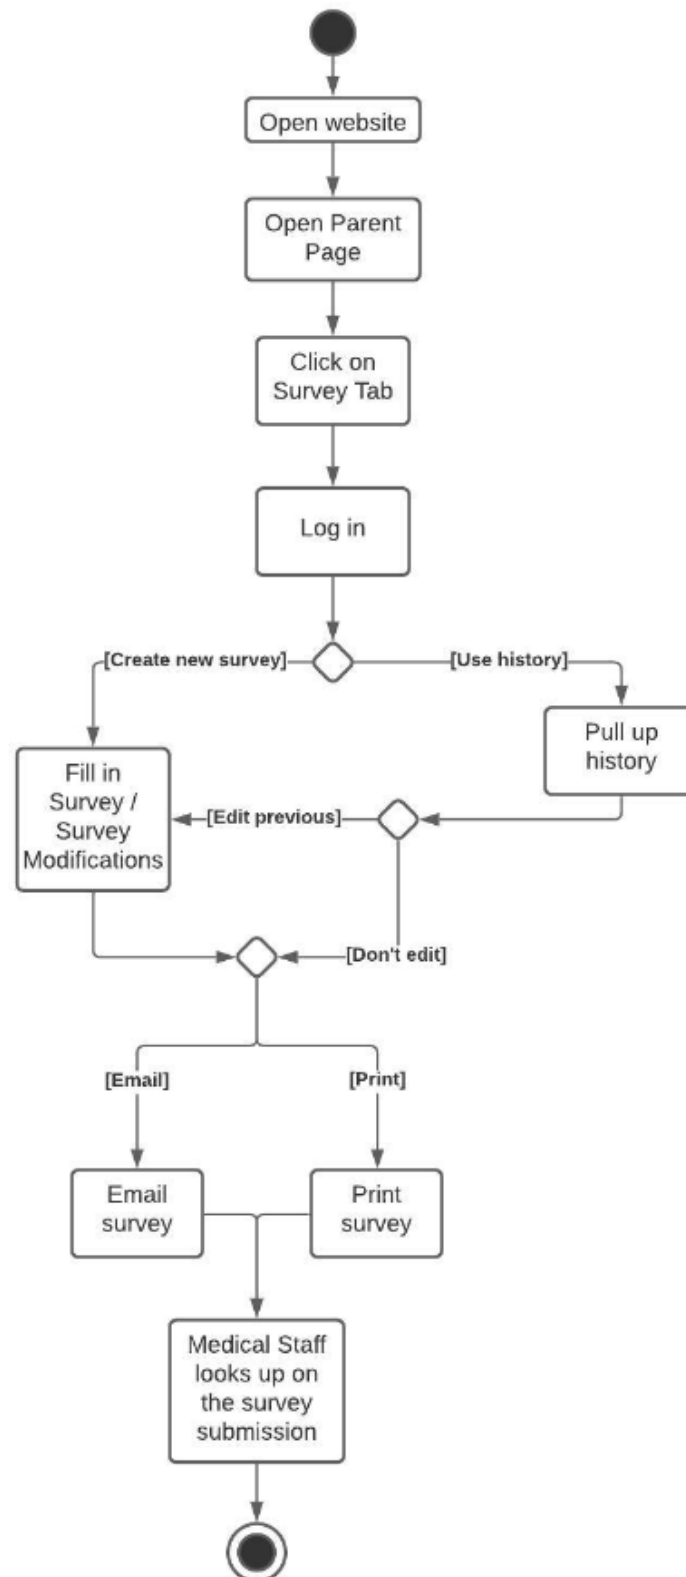 Open website
Open Parent
Page
Click on
Survey Tab
Log in
[Create new survey]
[Use history]
Pull up
history
Fill in
Survey /
Survey
Modifications
[Edit previous]
[Don't edit]
[Email]
[Print]
Email
survey
Print
survey
Medical Staff
looks up on
the survey
submission